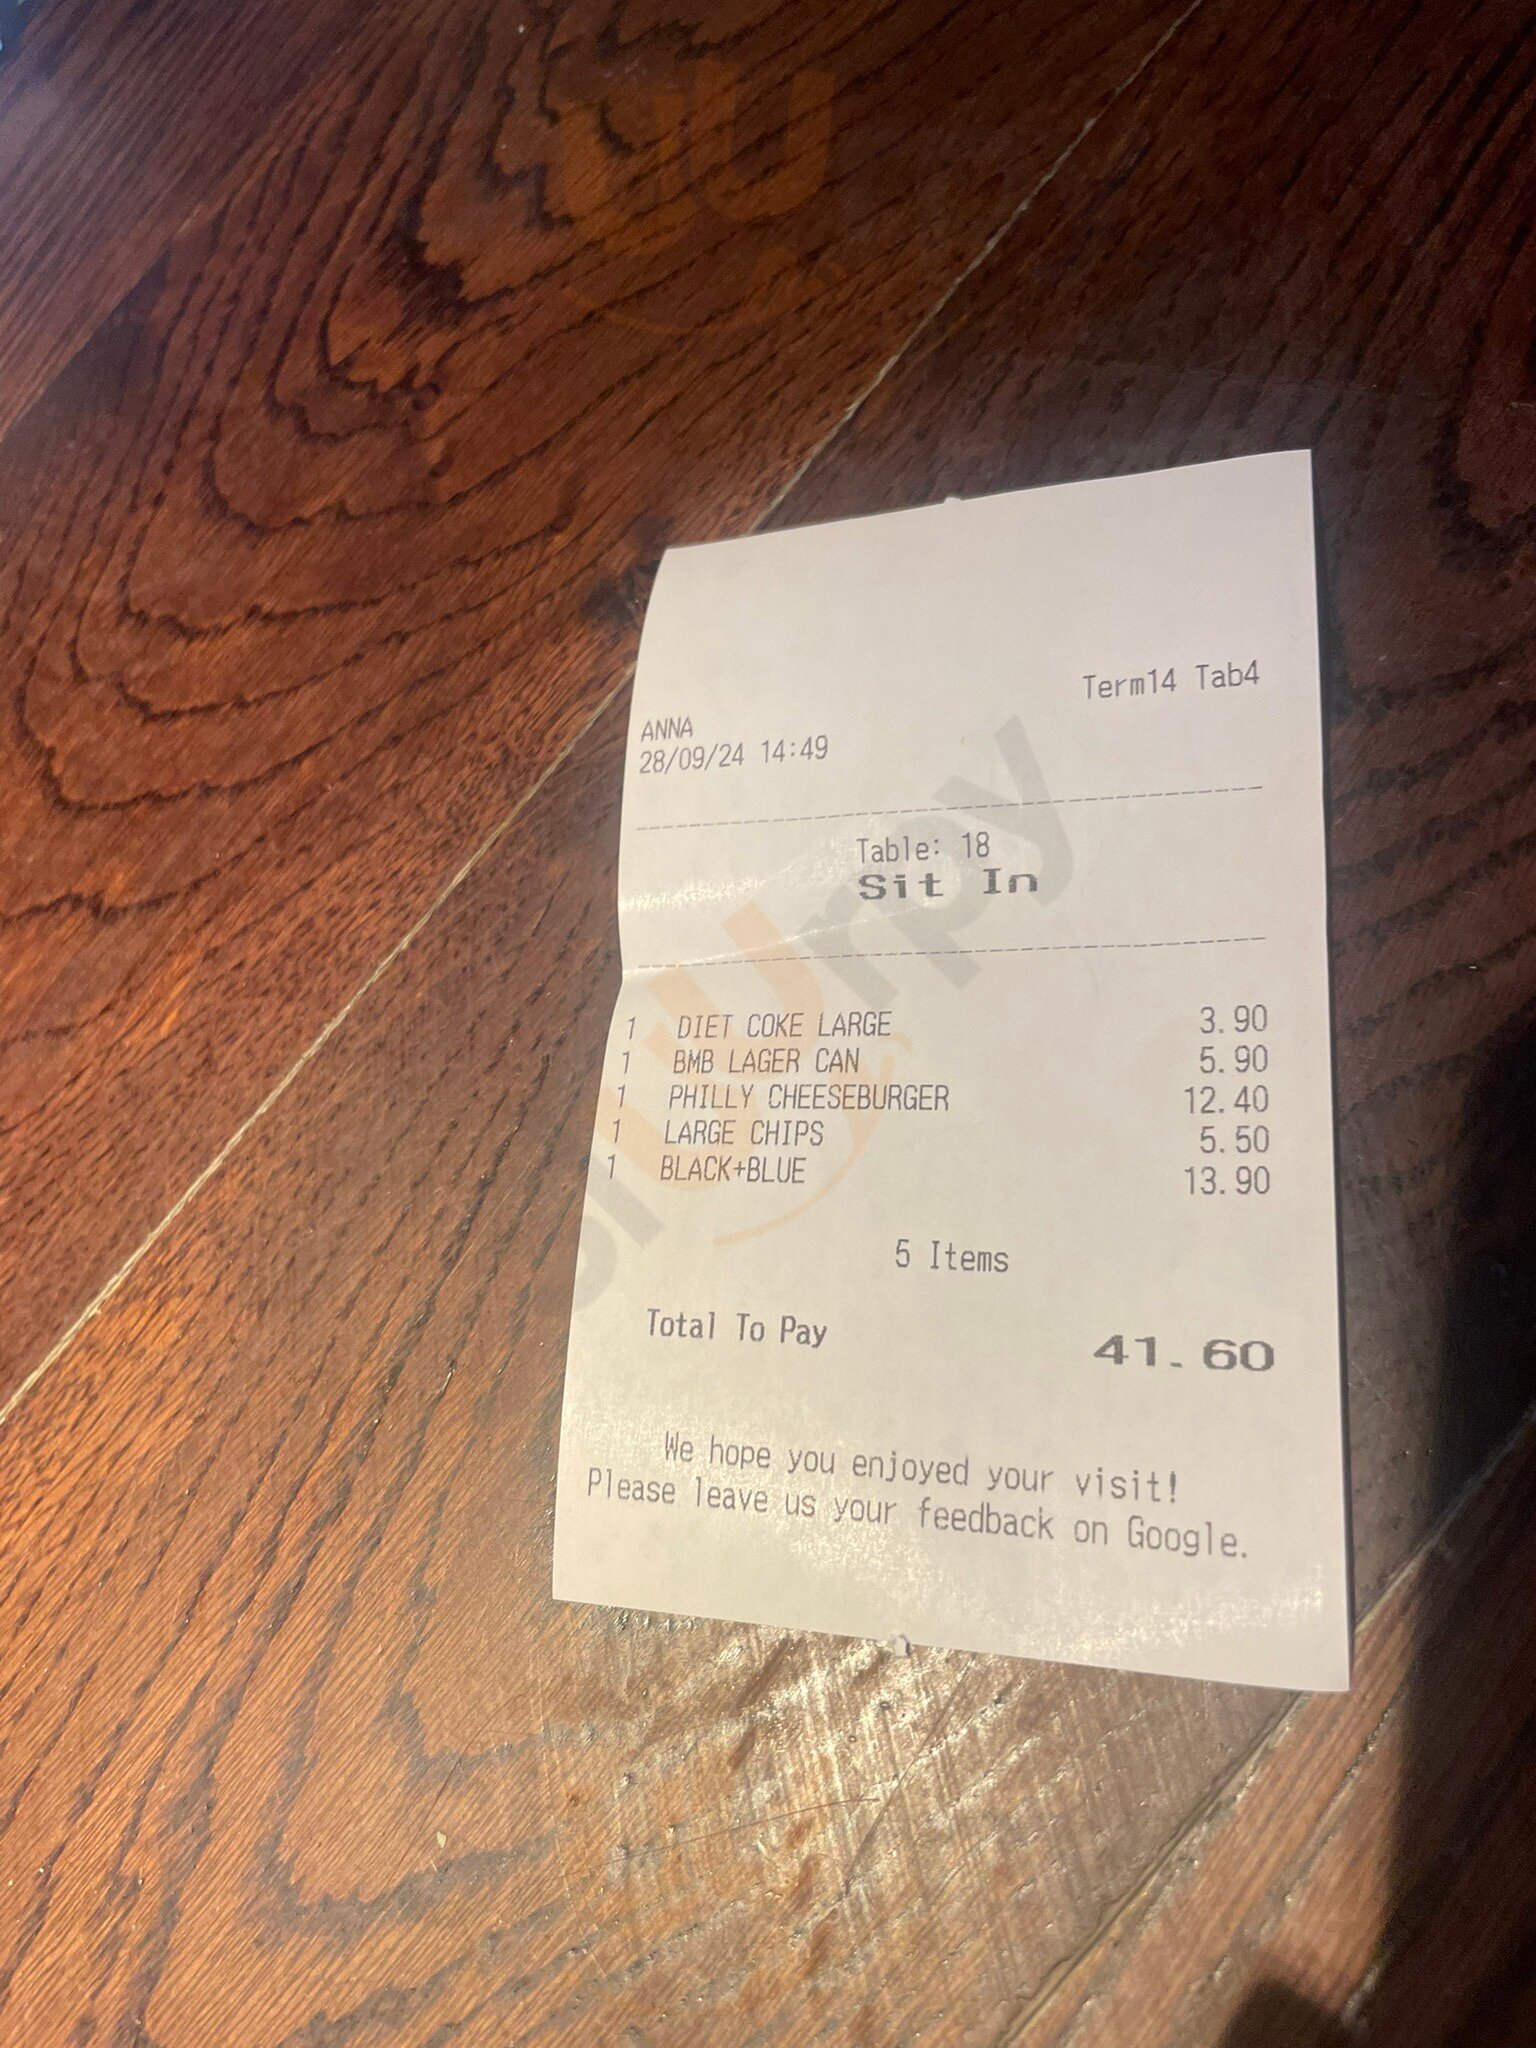 Term14 Tab4
ANNA
28/09/24 14:49
Table: 18
Sit In
1 DIET COKE LARGE 3.90
1 BMB LAGER CAN 5.90
1 PHILLY CHEESEBURGER 12.40
1 LARGE CHIPS 5.50
1 BLACK+BLUE 13.90
5 Items
Total To Pay 41.60
We hope you enjoyed your visit!
Please leave us your feedback on Google.